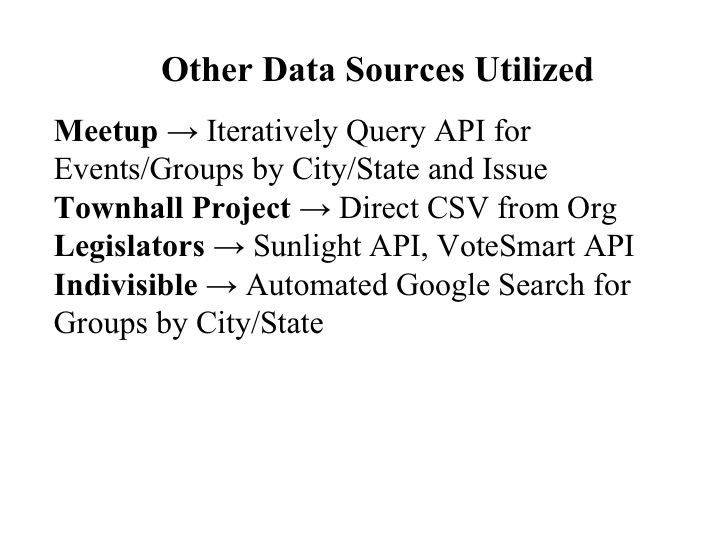 Other Data Sources Utilized
Meetup → Iteratively Query API for
Events/Groups by City/State and Issue
Townhall Project → Direct CSV from Org
Legislators → Sunlight API, VoteSmart API
Indivisible → Automated Google Search for
Groups by City/State